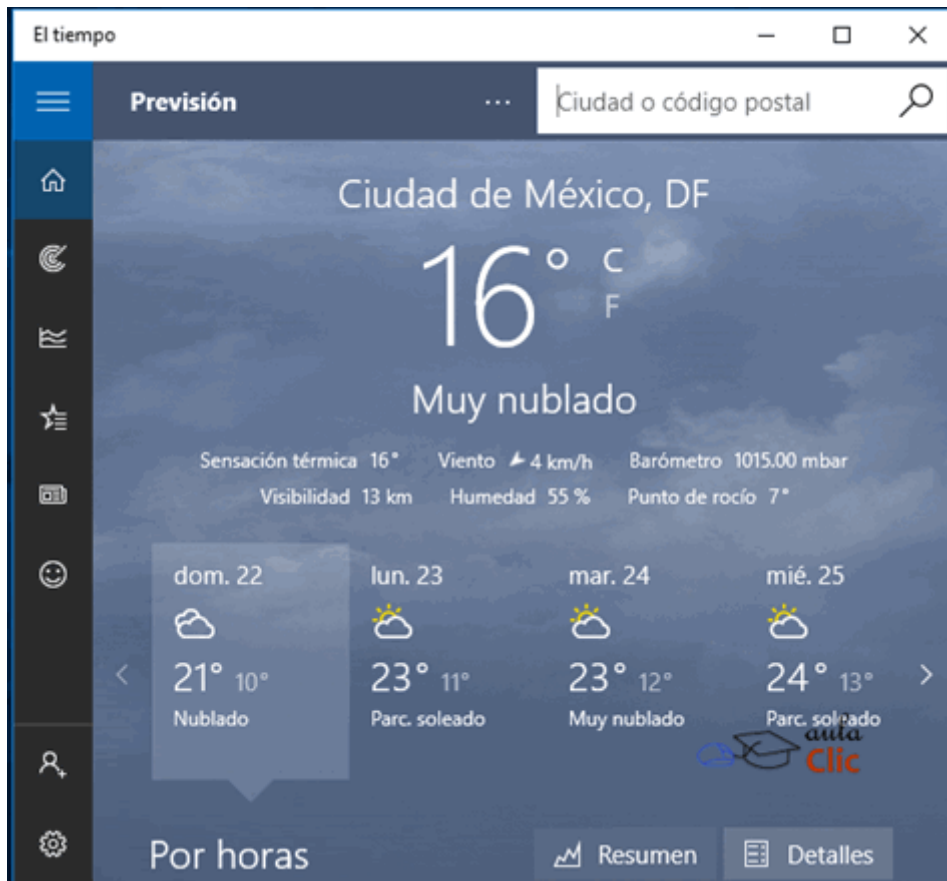 El tiempo
Previsión ... Ciudad o código postal
Ciudad de México, DF
16° C
F
Muy nublado
Sensación térmica 16° Viento 4 km/h Barómetro 1015.00 mbar
Visibilidad 13 km Humedad 55 % Punto de rocío 7°
dom. 22 lun. 23 mar. 24 mié. 25
21° 10° 23° 11° 23° 12° 24° 13°
Nublado Parc. soleado Muy nublado Parc. soleado
aula
Clic
Por horas Resumen Detalles